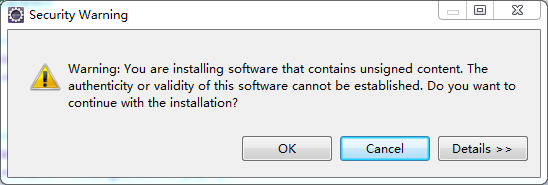 Security Warning
Warning: You are installing software that contains unsigned content. The
authenticity or validity of this software cannot be established. Do you want to
continue with the installation?
OK Cancel Details >>